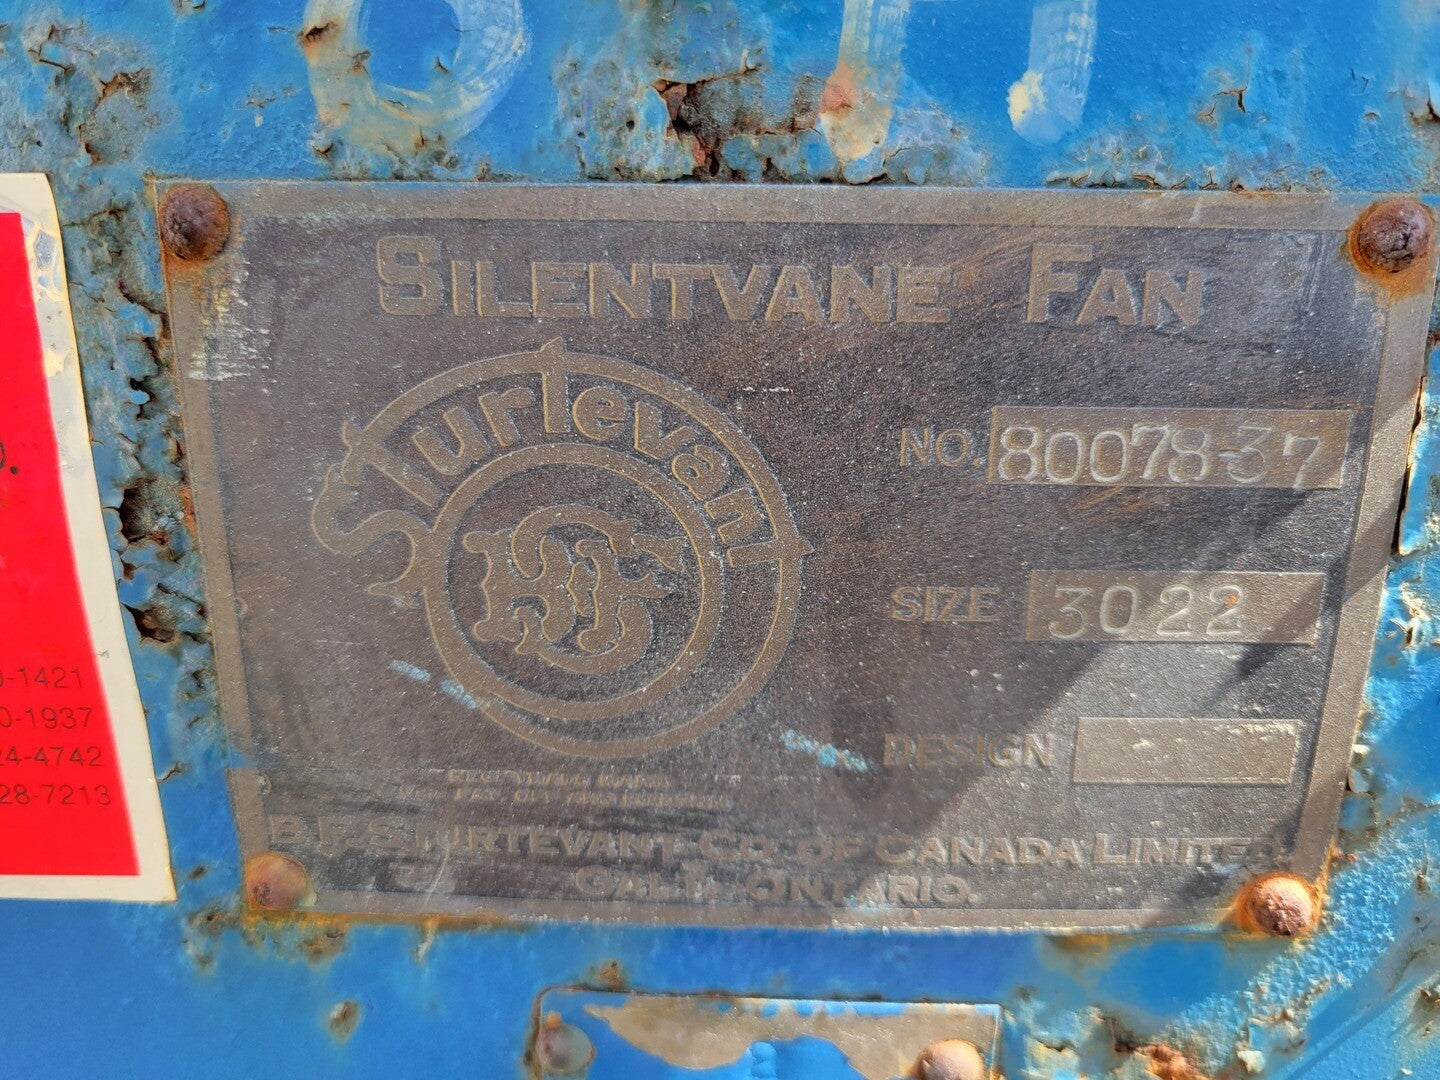 SILENTVANE FAN
Sturtevant
BFS
NO. 80078-37
SIZE 3022
DESIGN
B.F. STURTEVANT CO. OF CANADA LIMITED
GALT, ONTARIO.
0-1421
0-1937
24-4742
28-7213